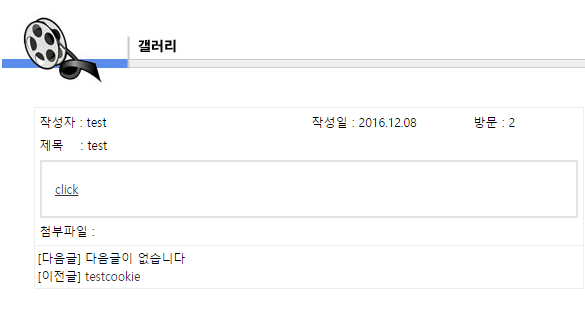 갤러리
작성자 : test 작성일 : 2016.12.08 방문 : 2
제목 : test
click
첨부파일 :
[다음글] 다음글이 없습니다
[이전글] testcookie